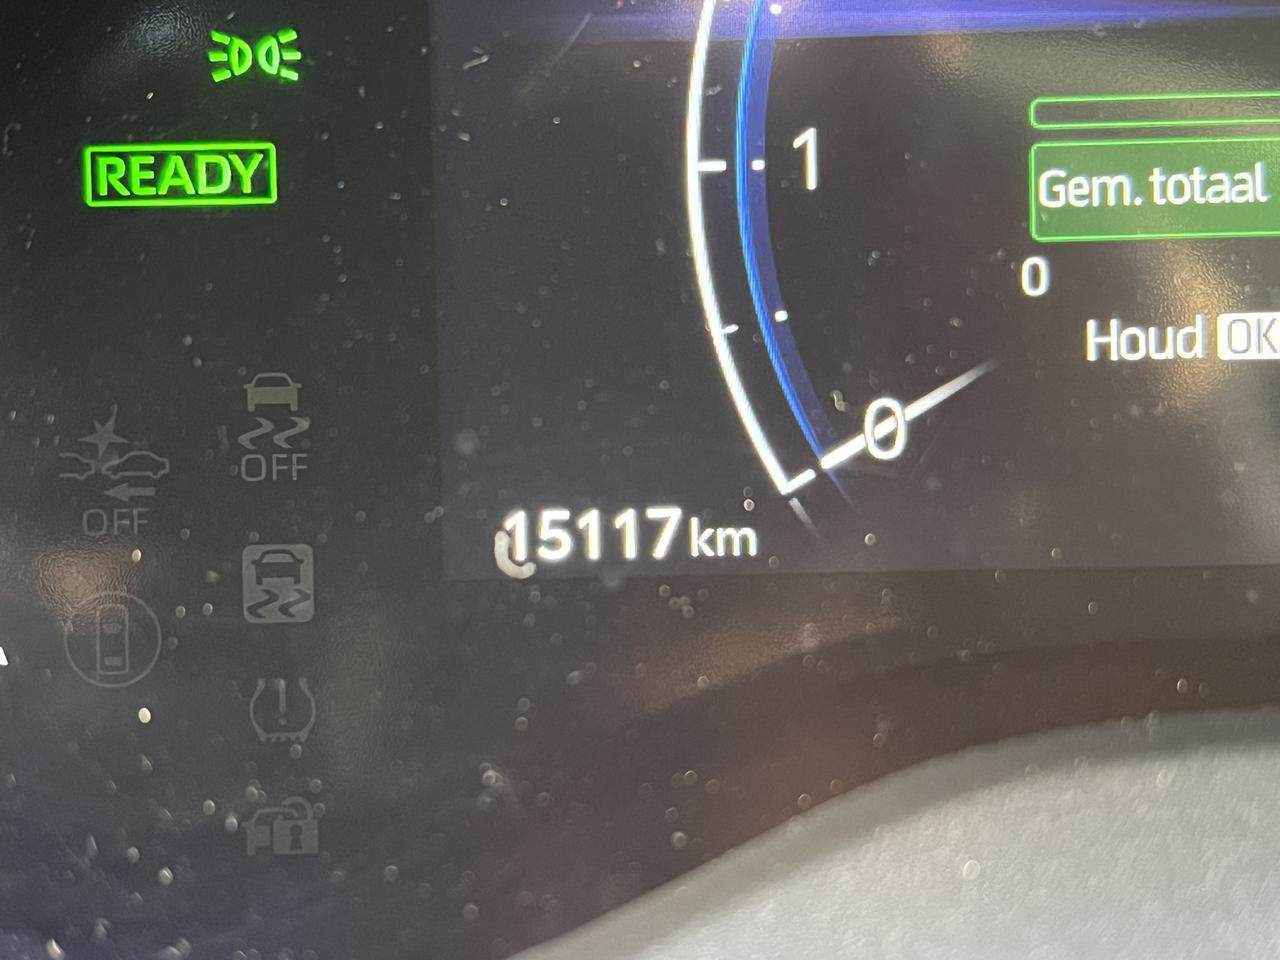 READY
1
Gem. totaal
0
Houd OK
0
OFF
OFF
15117 km